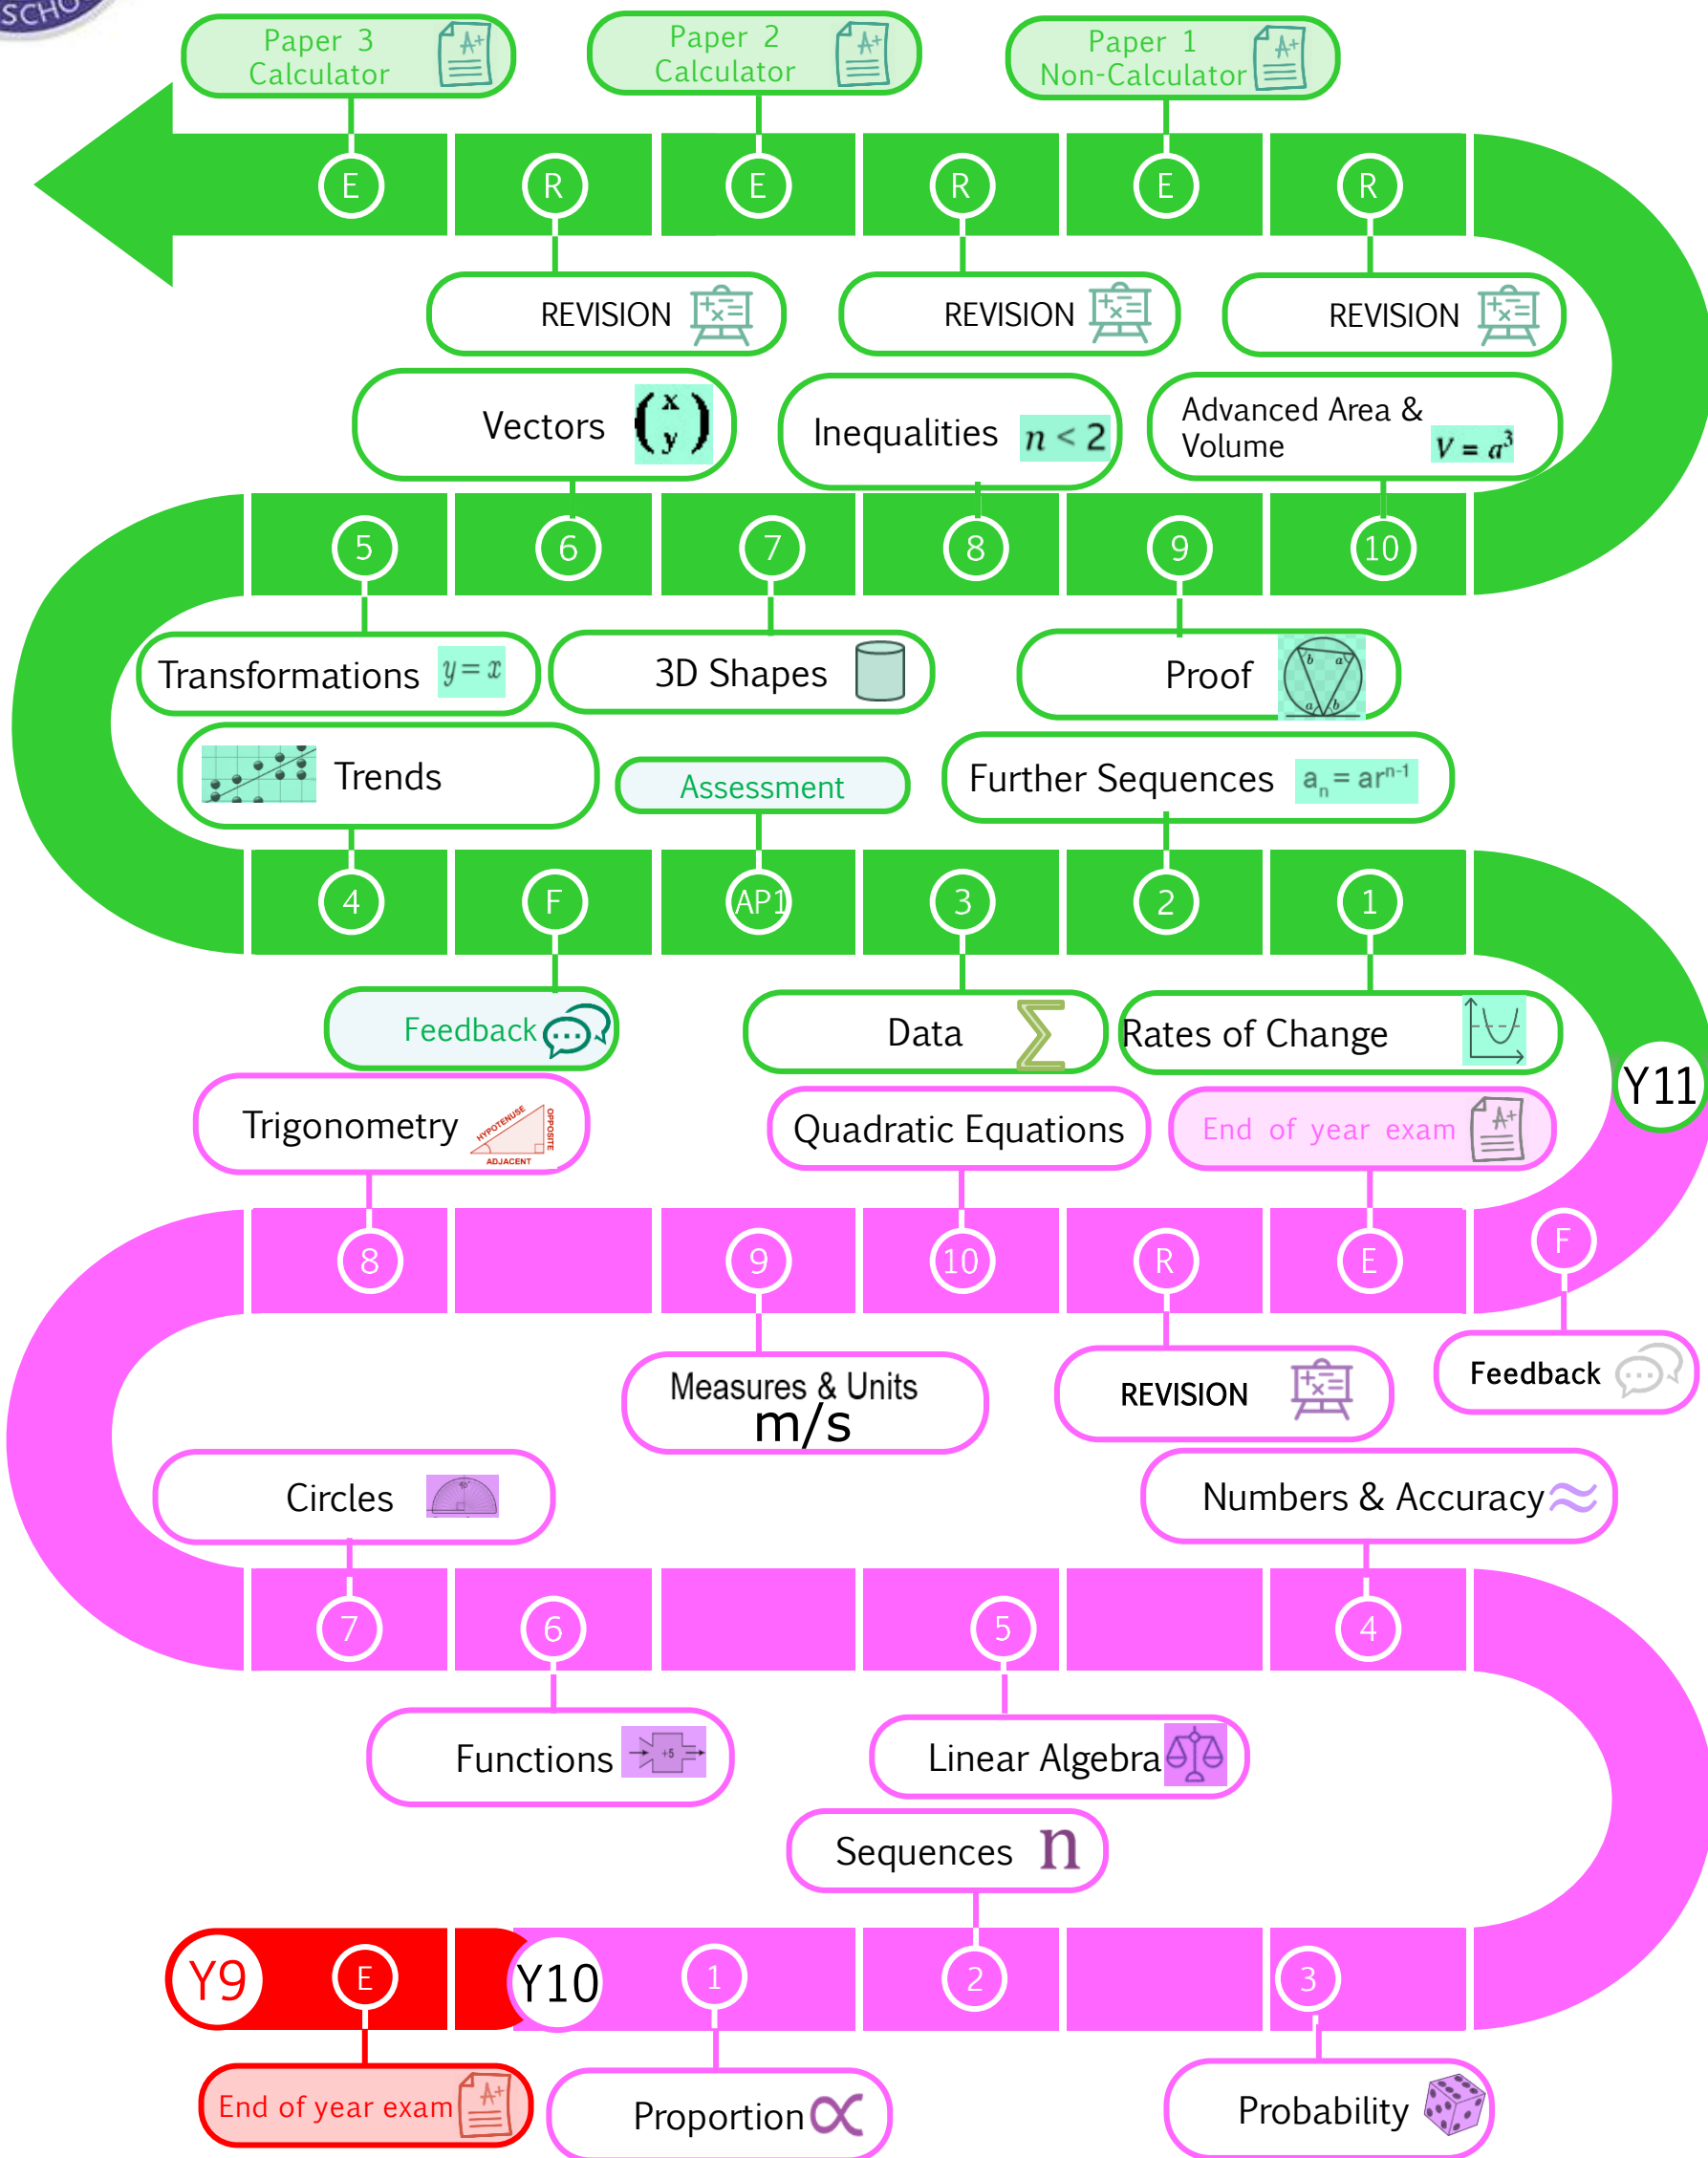 SCHO
Paper 3
Calculator
A+
Paper 2
Calculator
A+
Paper 1
Non-Calculator
A+
E
R
E
R
E
R
REVISION
REVISION
REVISION
Vectors
(x y)
Inequalities
n < 2
Advanced Area &
Volume
V = a³
5
6
7
8
9
10
Transformations
y = x
3D Shapes
Proof
b a
a b
Trends
Assessment
Further Sequences
aₙ = arⁿ⁻¹
4
F
AP1
3
2
1
Feedback
Data
Σ
Rates of Change
Y11
Trigonometry
HYPOTENUSE
OPPOSITE
ADJACENT
Quadratic Equations
End of year exam
A+
8
9
10
R
E
F
Measures & Units
m/s
REVISION
Feedback
Circles
Numbers & Accuracy
≈
7
6
5
4
Functions
+5
Linear Algebra
Sequences
n
Y9
E
Y10
1
2
3
End of year exam
A+
Proportion
∝
Probability